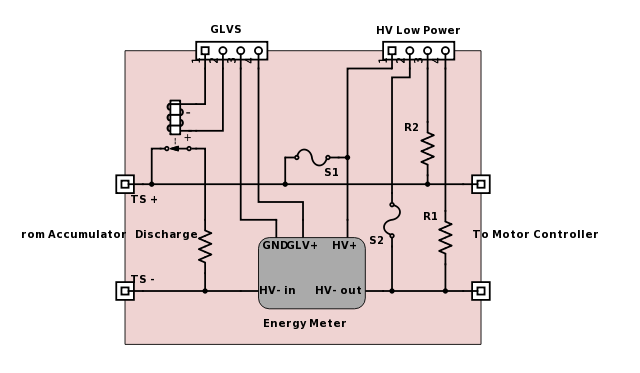 GLVS
HV Low Power
1 2 3 4
1 2 3 4
-
+
R2
S1
TS +
R1
rom Accumulator
Discharge
S2
To Motor Controller
GND GLV+ HV+
TS -
HV- in HV- out
Energy Meter